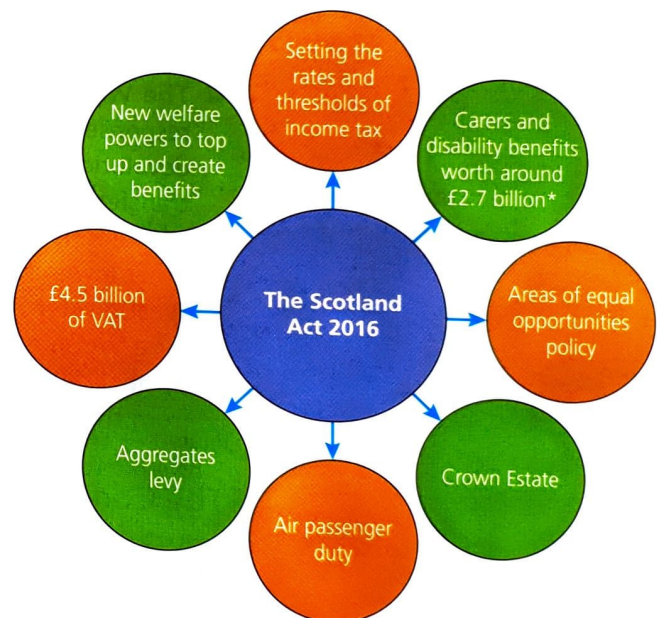 Setting the
rates and
thresholds of
income tax
Carers and
disability benefits
worth around
£2.7 billion*
Areas of equal
opportunities
policy
Crown Estate
Air passenger
duty
Aggregates
levy
£4.5 billion
of VAT
New welfare
powers to top
up and create
benefits
The Scotland
Act 2016